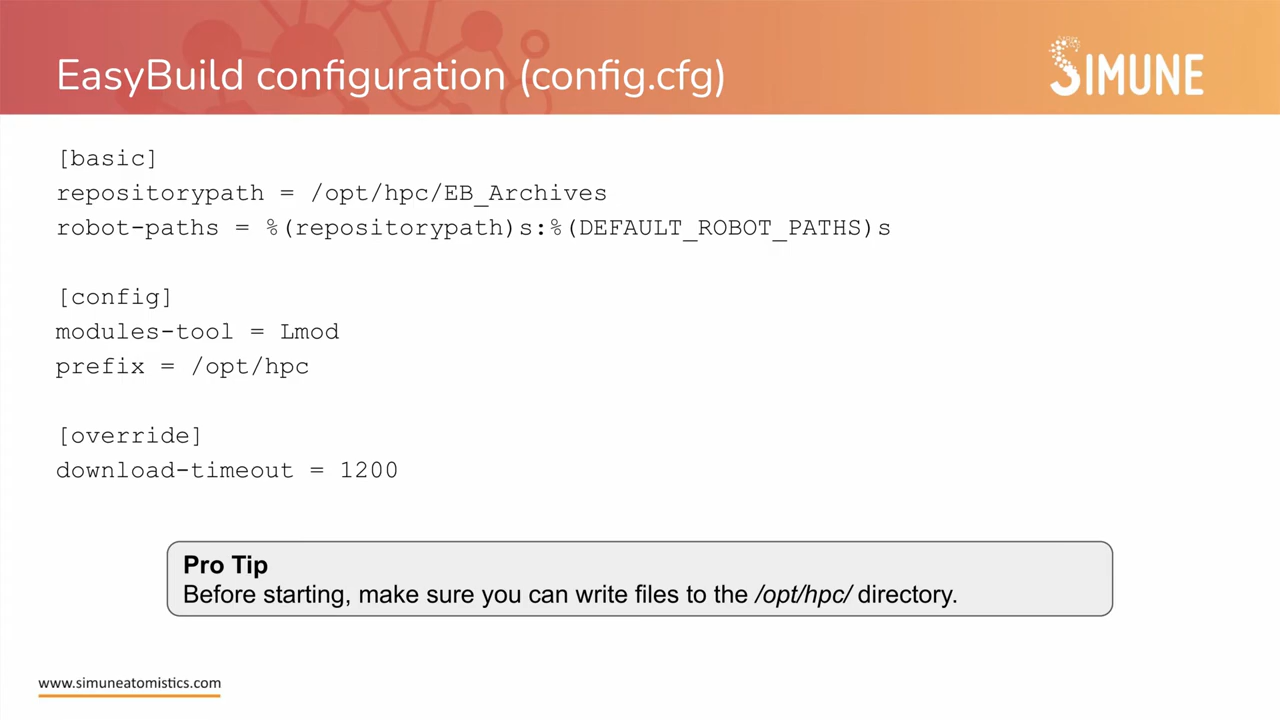 EasyBuild configuration (config.cfg)
SIMUNE
[basic]
repositorypath = /opt/hpc/EB_Archives
robot-paths = %(repositorypath)s:%(DEFAULT_ROBOT_PATHS)s
[config]
modules-tool = Lmod
prefix = /opt/hpc
[override]
download-timeout = 1200
Pro Tip
Before starting, make sure you can write files to the /opt/hpc/ directory.
www.simuneatomistics.com